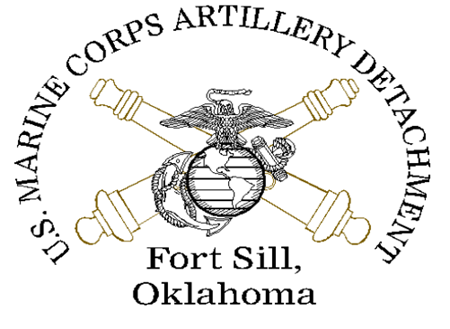 U.S. MARINE CORPS ARTILLERY DETACHMENT
Fort Sill,
Oklahoma